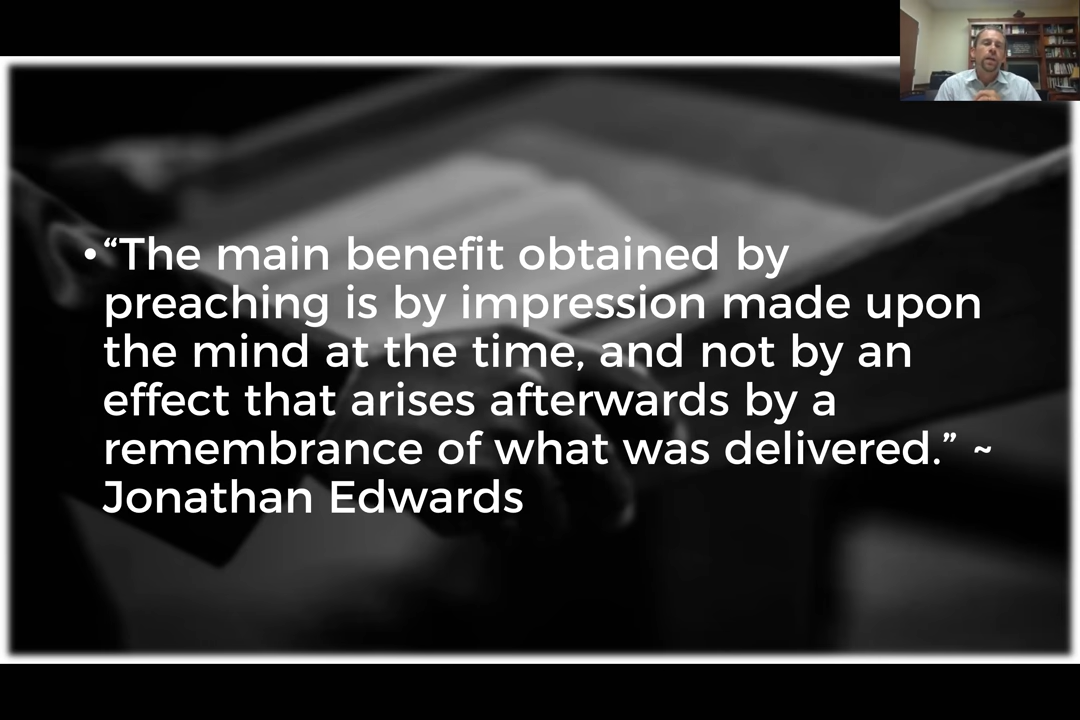 • “The main benefit obtained by
preaching is by impression made upon
the mind at the time, and not by an
effect that arises afterwards by a
remembrance of what was delivered.” ~
Jonathan Edwards